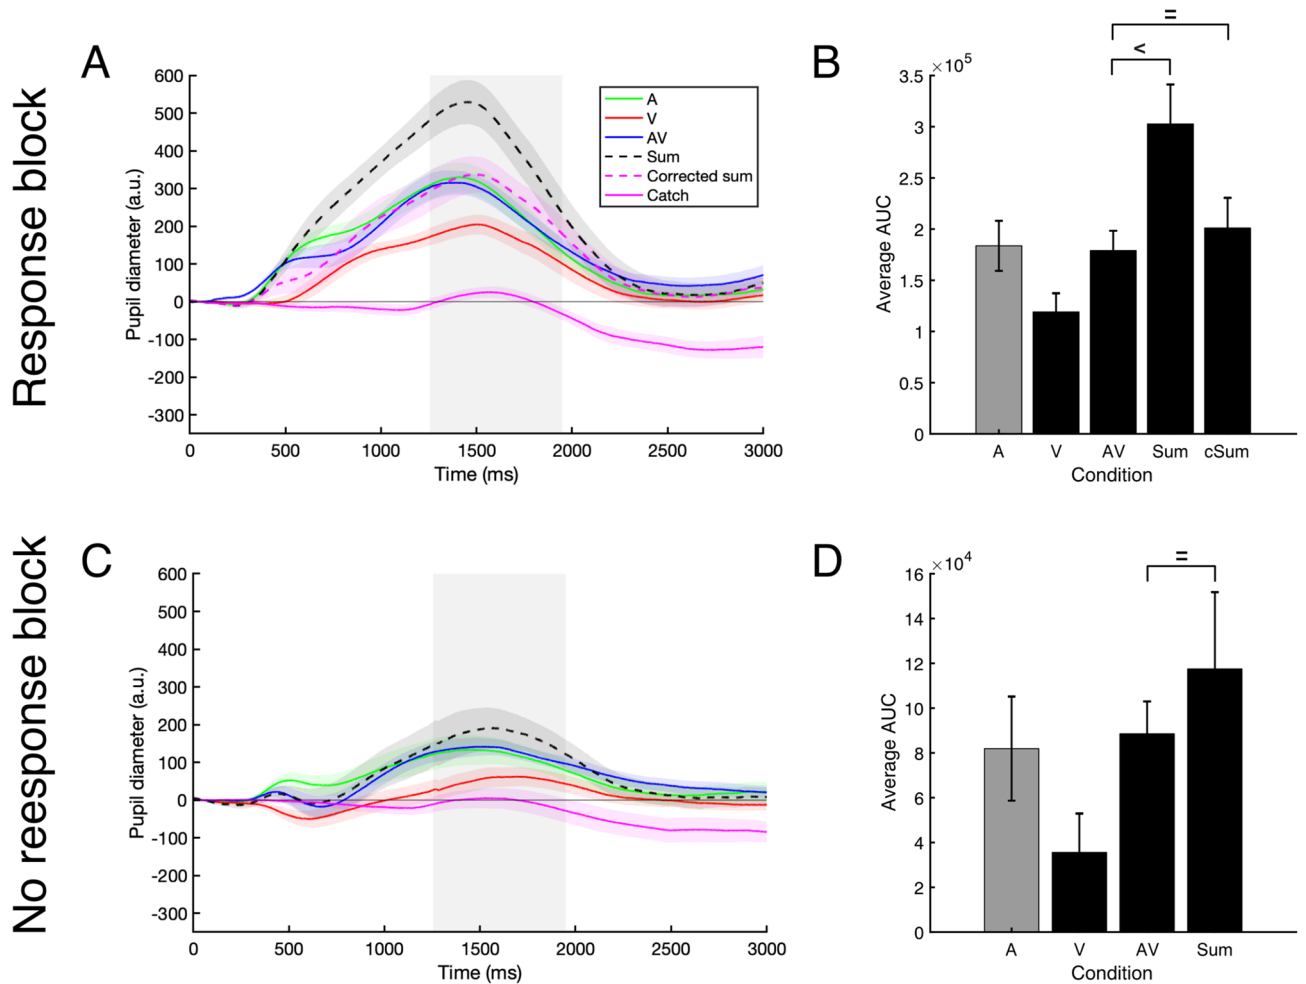 Response block
A
600
500
400
300
200
100
0
-100
-200
-300
Pupil diameter (a.u.)
0 500 1000 1500 2000 2500 3000
Time (ms)
A
V
AV
Sum
Corrected sum
Catch
B
×10⁵
=
<
3.5
3
2.5
2
1.5
1
0.5
0
Average AUC
A V AV Sum cSum
Condition
No reesponse block
C
600
500
400
300
200
100
0
-100
-200
-300
Pupil diameter (a.u.)
0 500 1000 1500 2000 2500 3000
Time (ms)
D
×10⁴
=
16
14
12
10
8
6
4
2
0
Average AUC
A V AV Sum
Condition